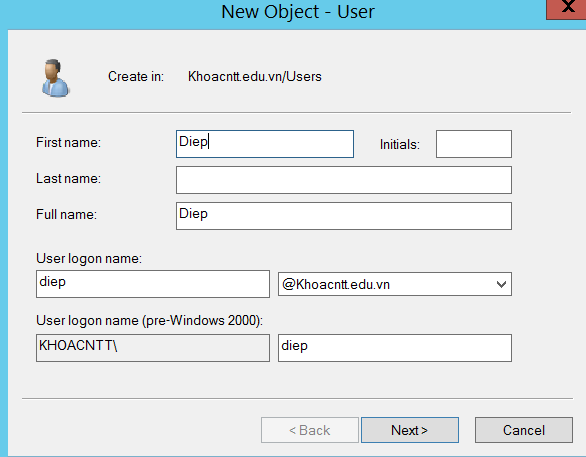 New Object - User
Create in: Khoacntt.edu.vn/Users
First name: Diep Initials:
Last name:
Full name: Diep
User logon name:
diep @Khoacntt.edu.vn
User logon name (pre-Windows 2000):
KHOACNTT\ diep
< Back Next > Cancel